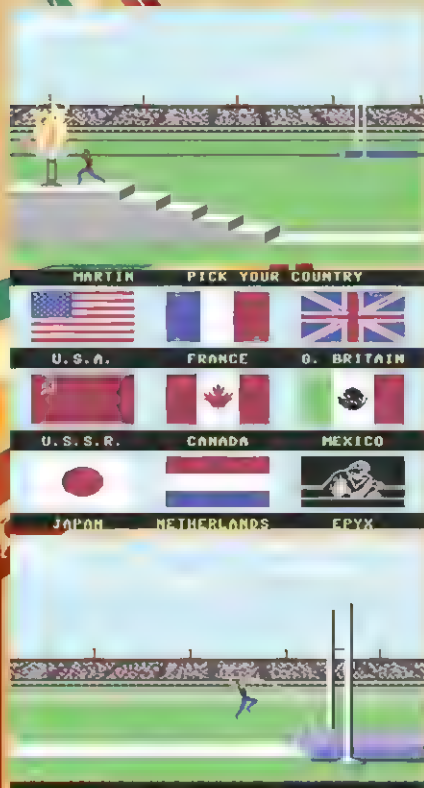 MARTIN PICK YOUR COUNTRY
U.S.A. FRANCE G. BRITAIN
U.S.S.R. CANADA MEXICO
JAPAN NETHERLANDS EPYX